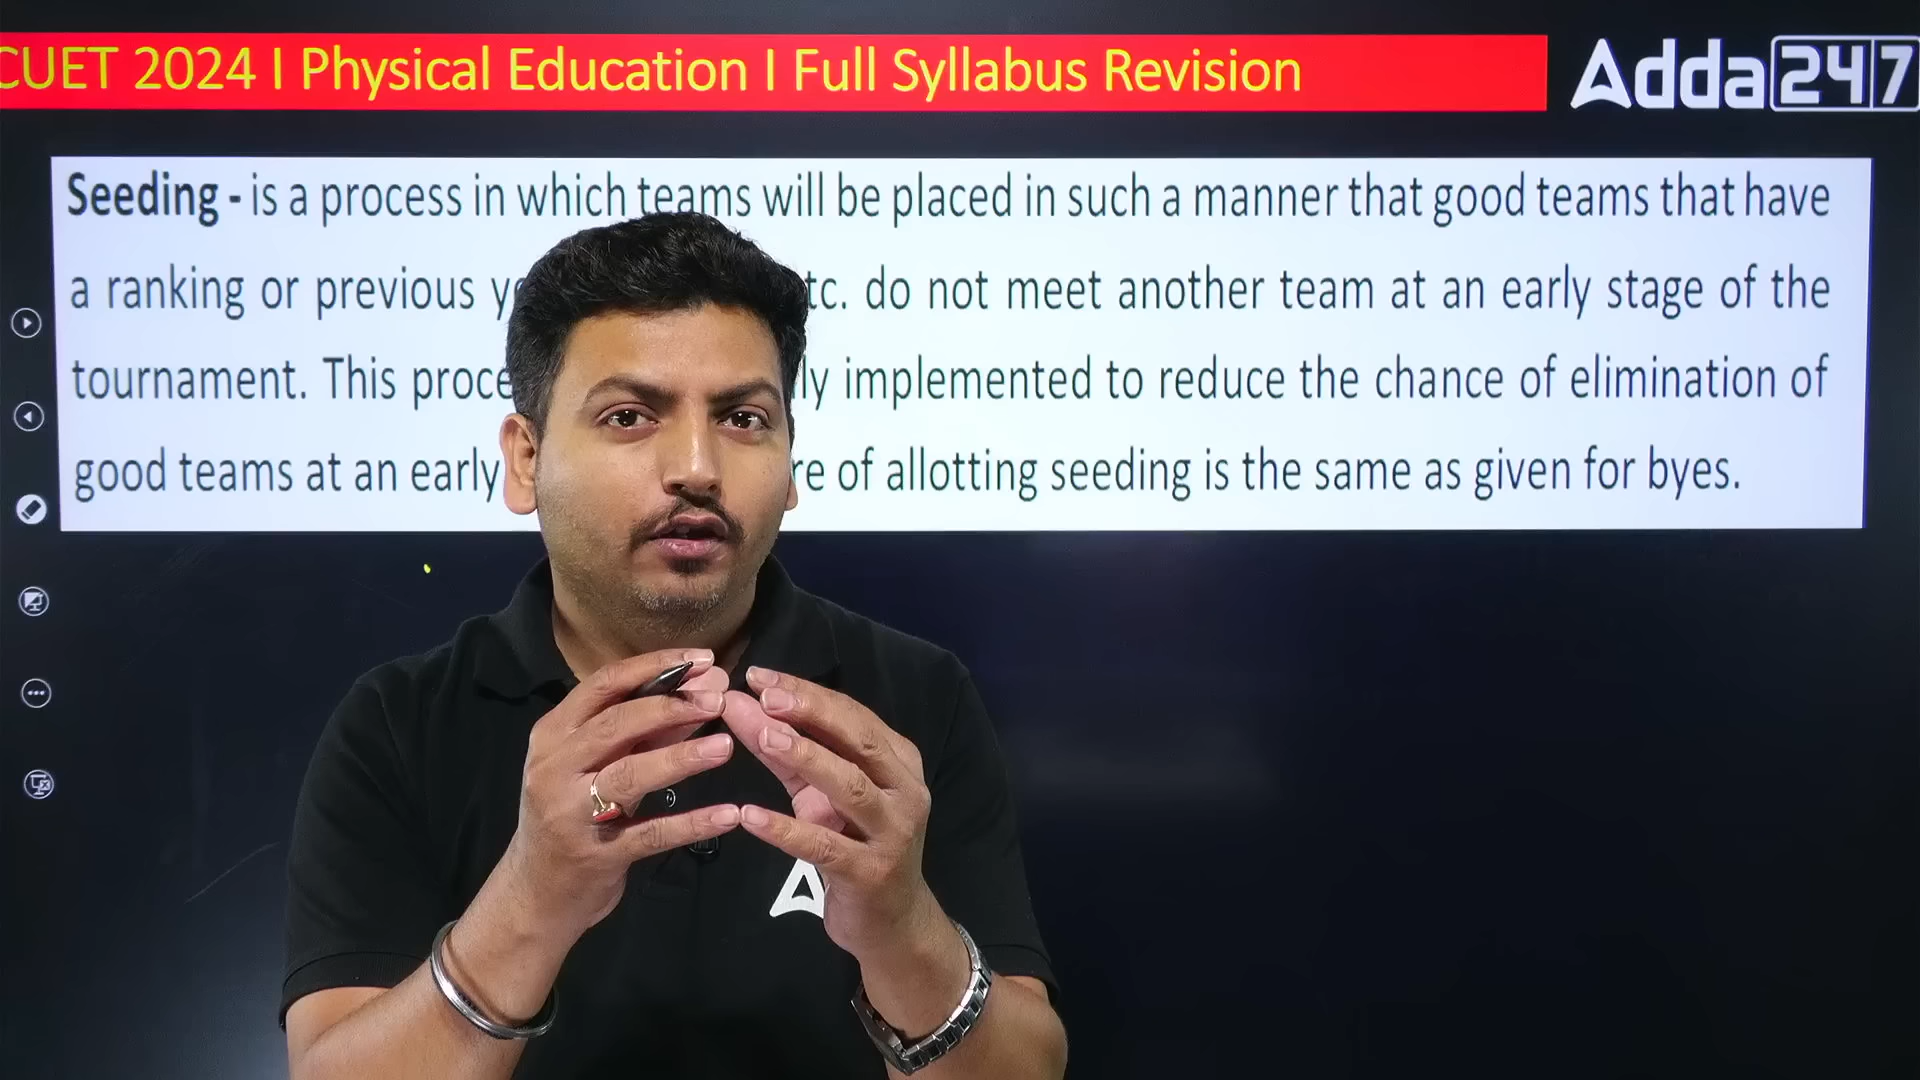 CUET 2024 I Physical Education I Full Syllabus Revision
Adda247
Seeding - is a process in which teams will be placed in such a manner that good teams that have
a ranking or previous tc. do not meet another team at an early stage of the
tournament. This proce ly implemented to reduce the chance of elimination of
good teams at an early re of allotting seeding is the same as given for byes.